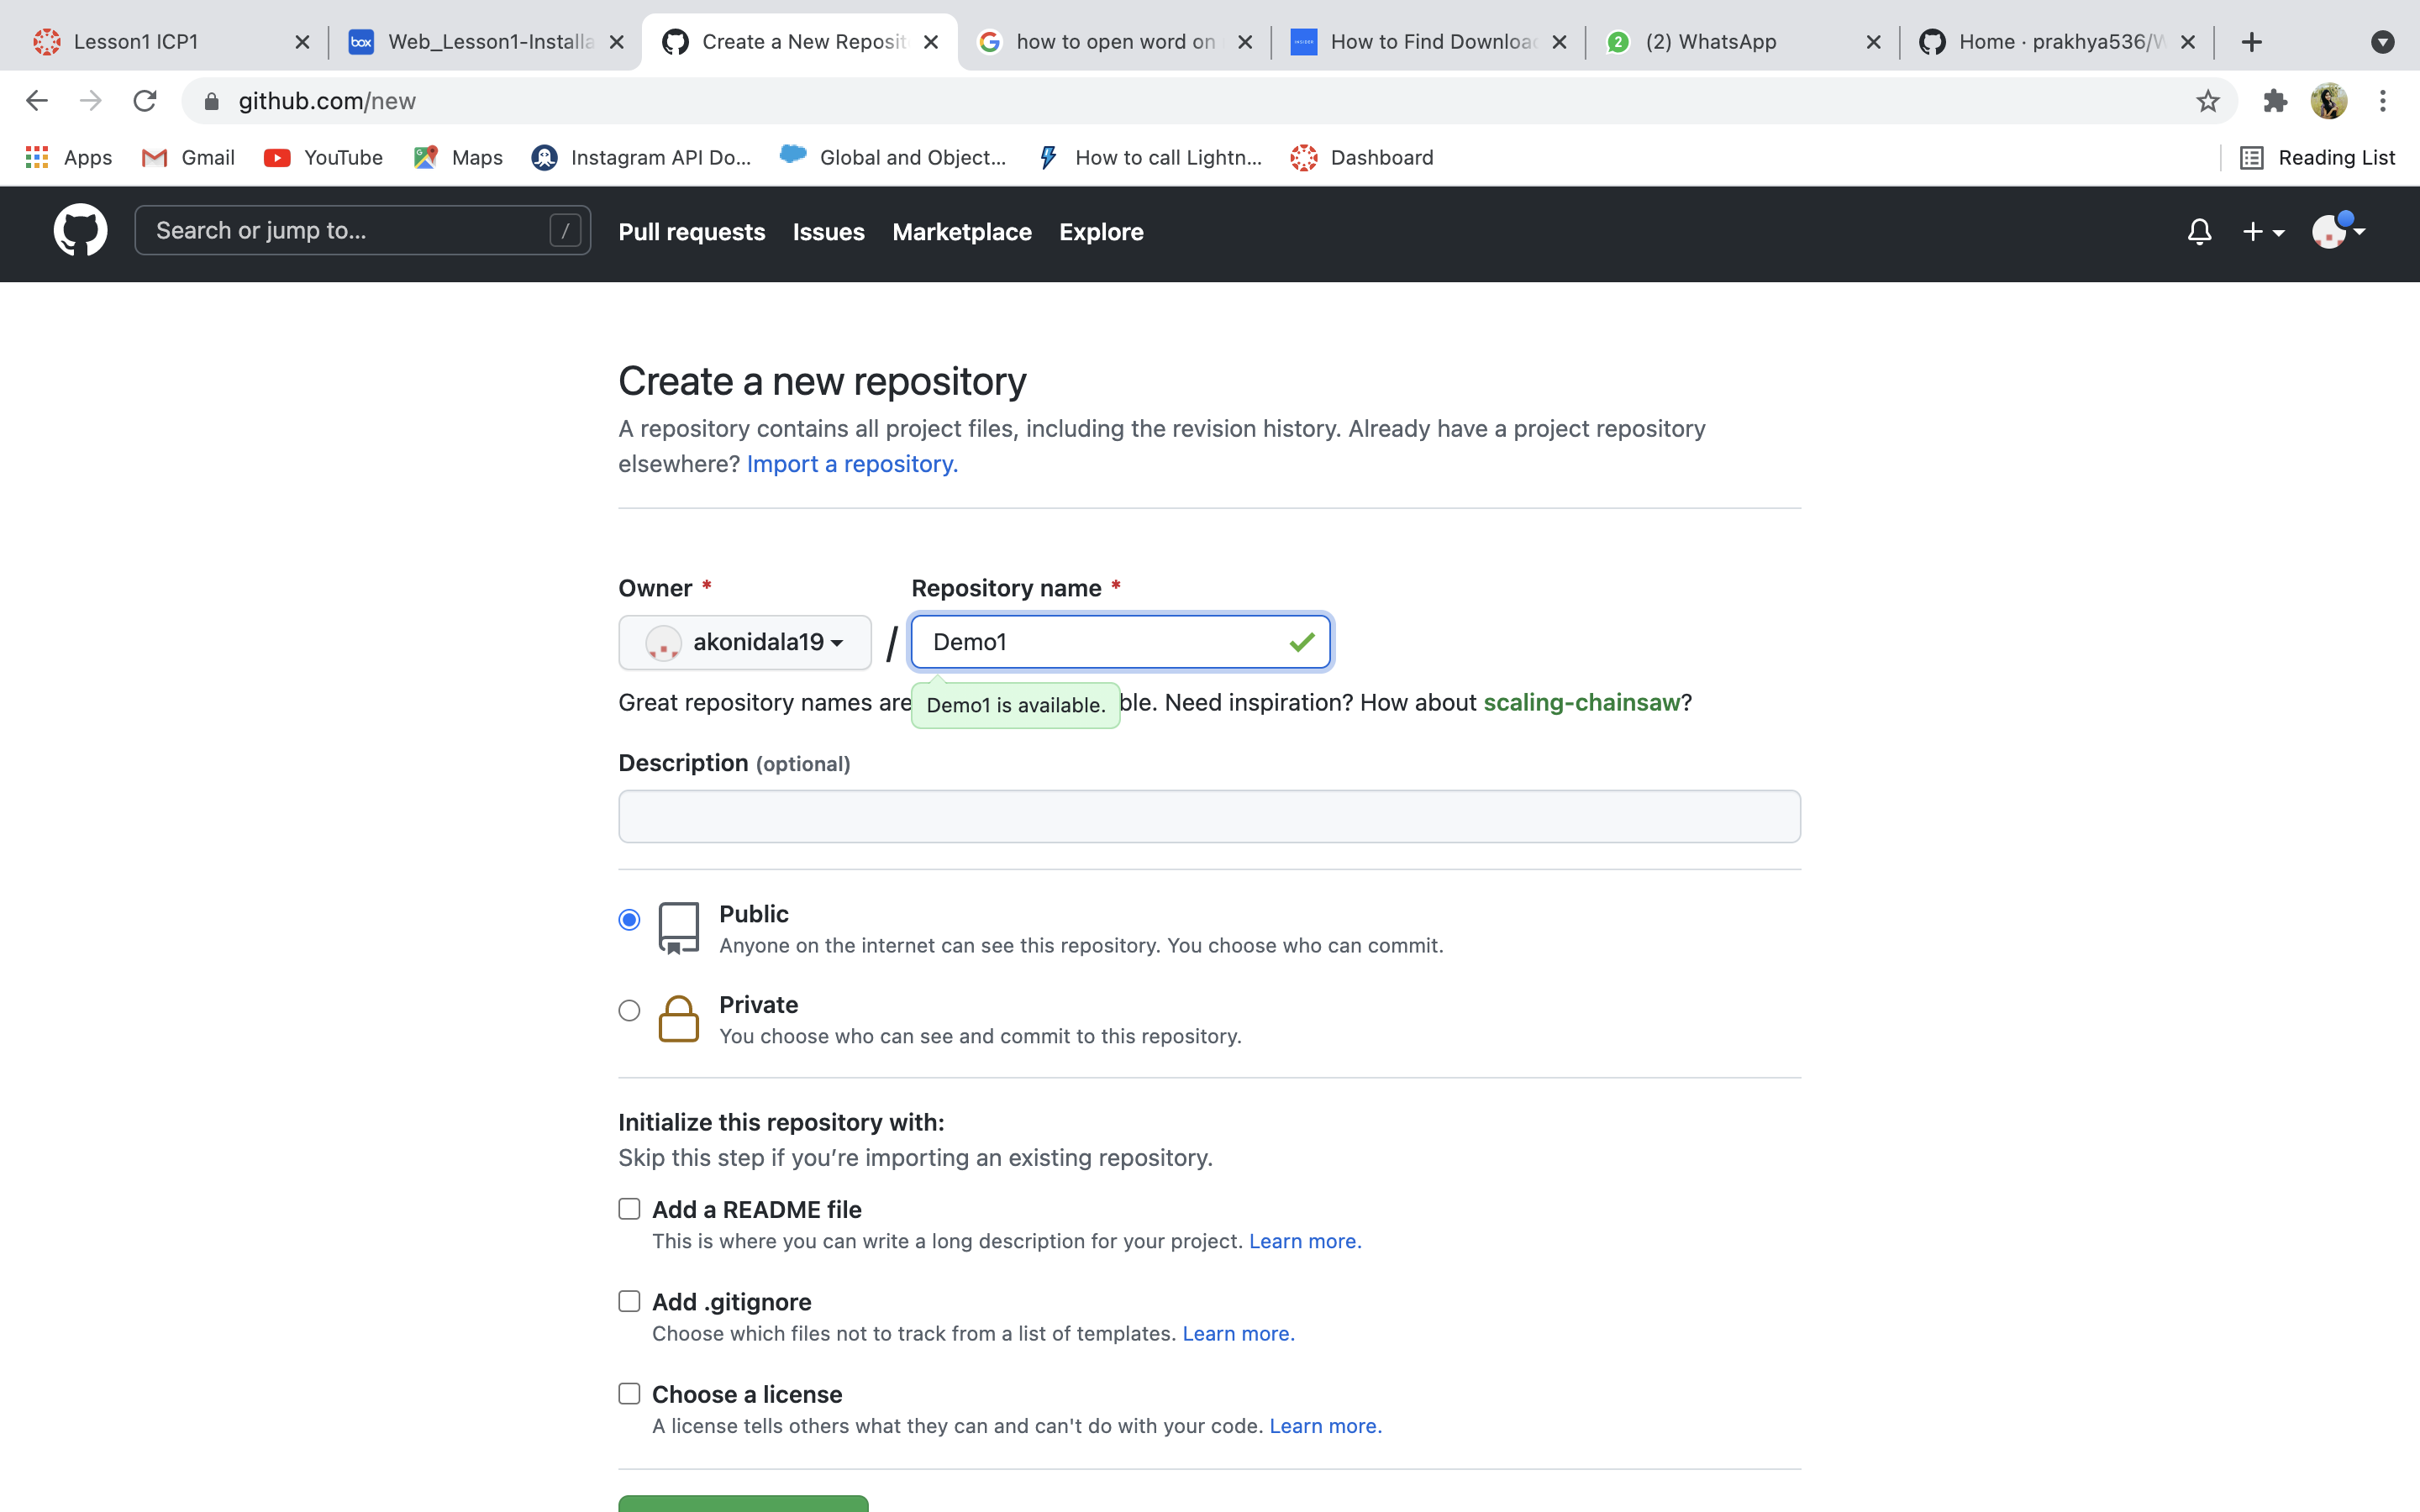 Lesson1 ICP1
box Web_Lesson1-Installa
Create a New Reposit
how to open word on
How to Find Downloa
2 (2) WhatsApp
Home · prakhya536/W
github.com/new
Apps
Gmail
YouTube
Maps
Instagram API Do...
Global and Object...
How to call Lightn...
Dashboard
Reading List
Search or jump to... /
Pull requests
Issues
Marketplace
Explore
Create a new repository
A repository contains all project files, including the revision history. Already have a project repository
elsewhere? Import a repository.
Owner * Repository name *
akonidala19 / Demo1
Great repository names are ble. Need inspiration? How about scaling-chainsaw?
Demo1 is available.
Description (optional)
Public
Anyone on the internet can see this repository. You choose who can commit.
Private
You choose who can see and commit to this repository.
Initialize this repository with:
Skip this step if you’re importing an existing repository.
Add a README file
This is where you can write a long description for your project. Learn more.
Add .gitignore
Choose which files not to track from a list of templates. Learn more.
Choose a license
A license tells others what they can and can't do with your code. Learn more.